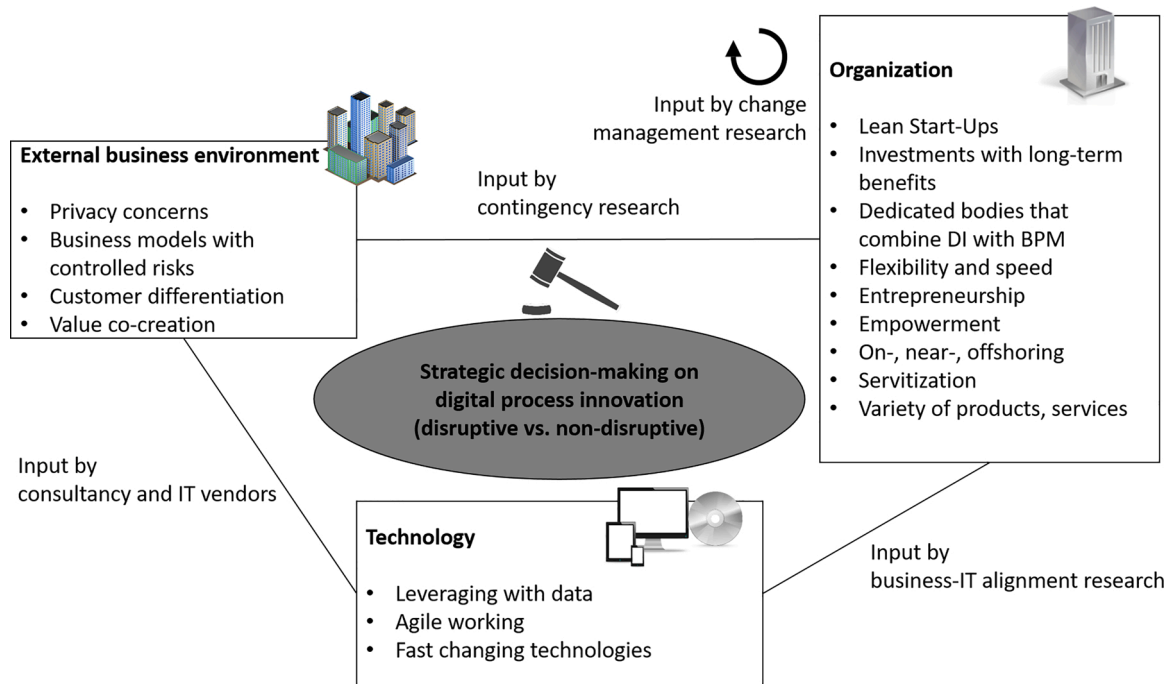 External business environment
• Privacy concerns
• Business models with
controlled risks
• Customer differentiation
• Value co-creation
Input by
contingency research
Input by change
management research
Organization
• Lean Start-Ups
• Investments with long-term
benefits
• Dedicated bodies that
combine DI with BPM
• Flexibility and speed
• Entrepreneurship
• Empowerment
• On-, near-, offshoring
• Servitization
• Variety of products, services
Strategic decision-making on
digital process innovation
(disruptive vs. non-disruptive)
Input by
consultancy and IT vendors
Technology
• Leveraging with data
• Agile working
• Fast changing technologies
Input by
business-IT alignment research